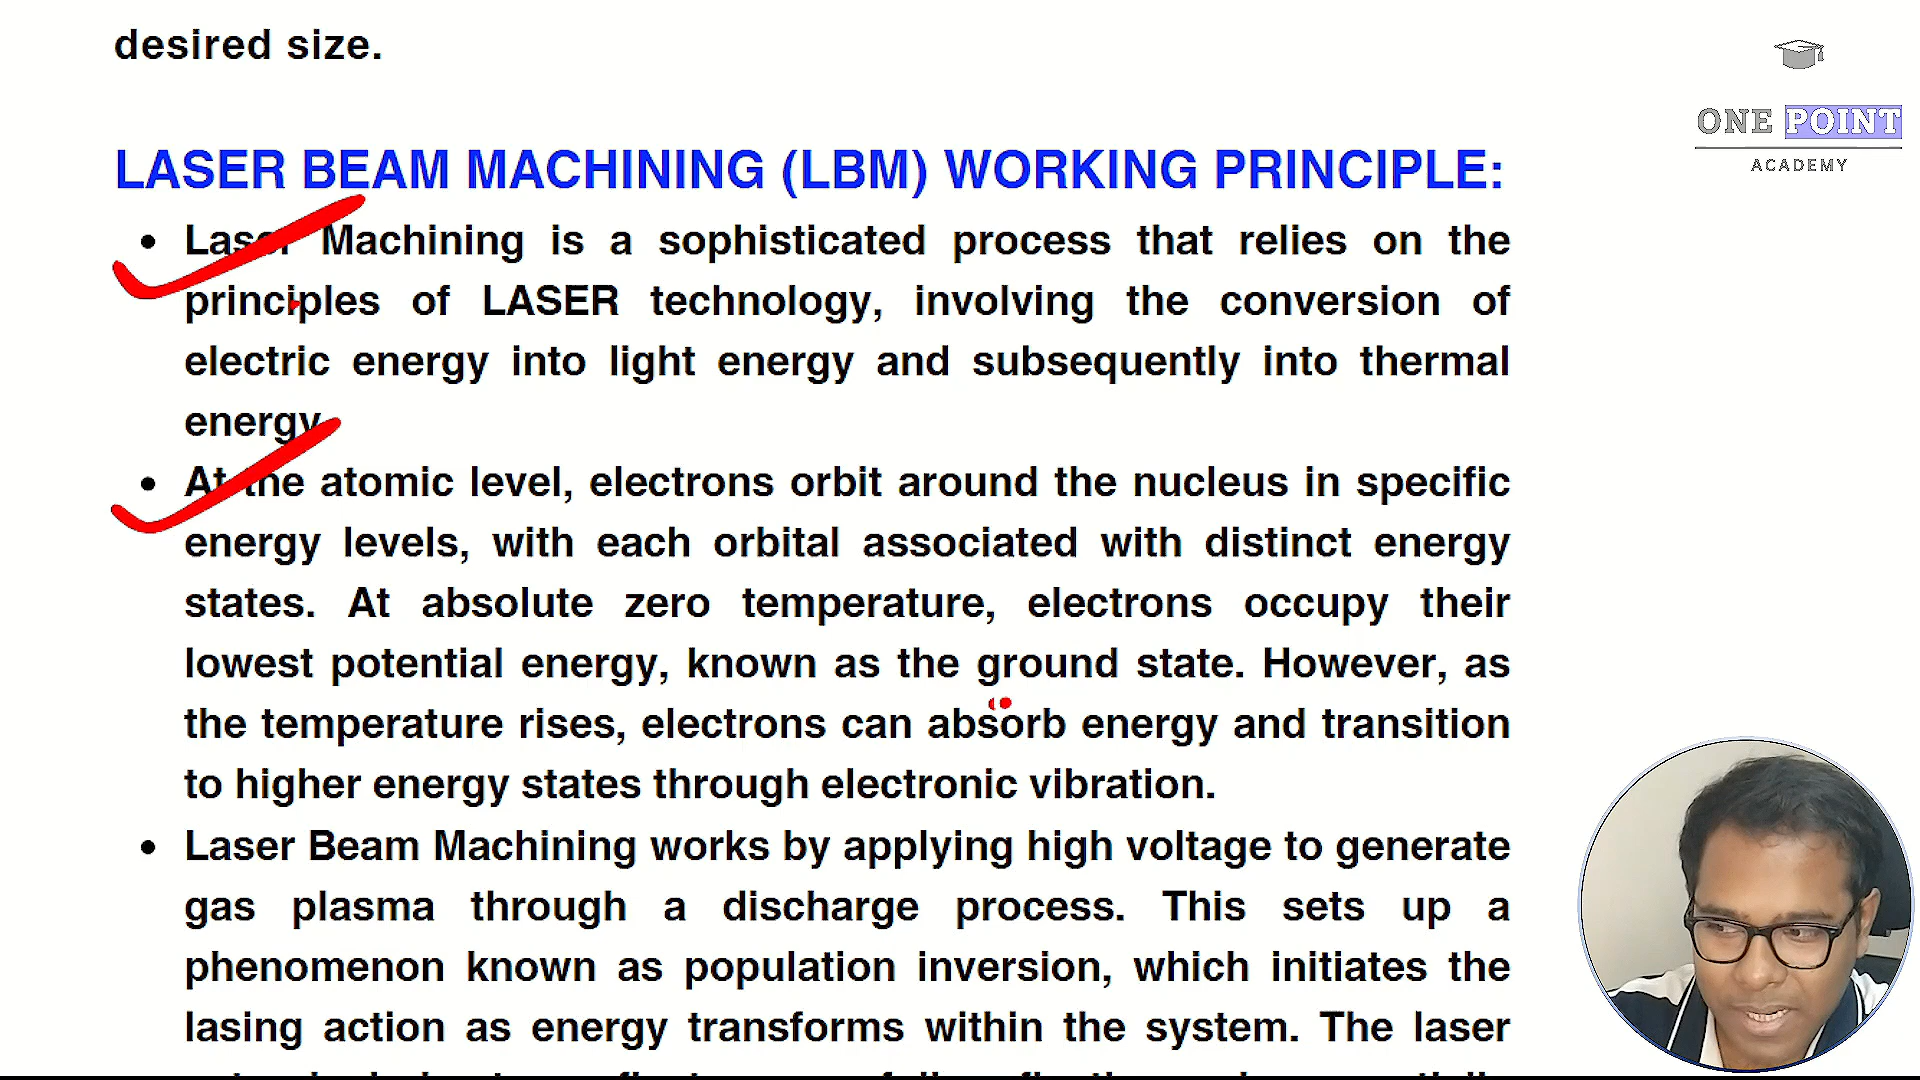 desired size.
ONE POINT
ACADEMY
LASER BEAM MACHINING (LBM) WORKING PRINCIPLE:
• Laser Machining is a sophisticated process that relies on the
principles of LASER technology, involving the conversion of
electric energy into light energy and subsequently into thermal
energy
• At the atomic level, electrons orbit around the nucleus in specific
energy levels, with each orbital associated with distinct energy
states. At absolute zero temperature, electrons occupy their
lowest potential energy, known as the ground state. However, as
the temperature rises, electrons can absorb energy and transition
to higher energy states through electronic vibration.
• Laser Beam Machining works by applying high voltage to generate
gas plasma through a discharge process. This sets up a
phenomenon known as population inversion, which initiates the
lasing action as energy transforms within the system. The laser